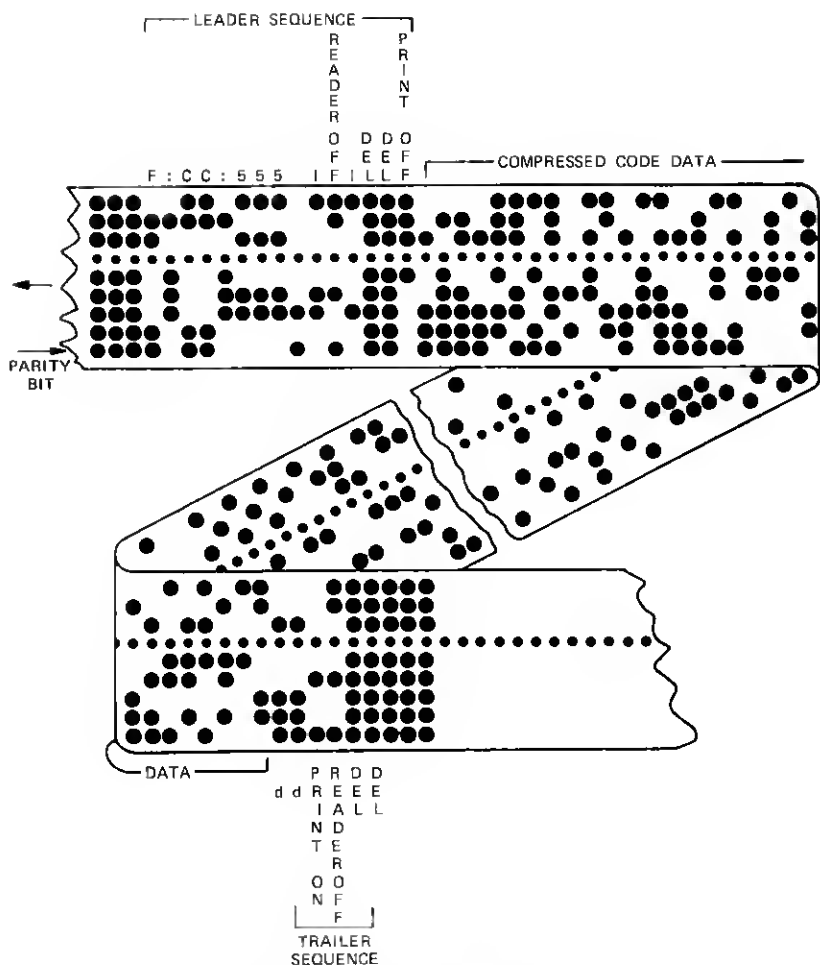 LEADER SEQUENCE
READER OFF
PRINT OFF
DEL
DEL
F : C C : 5 5 5 I I
COMPRESSED CODE DATA
PARITY
BIT
DATA
d d
PRINT ON
READER OFF
DEL
DEL
TRAILER
SEQUENCE